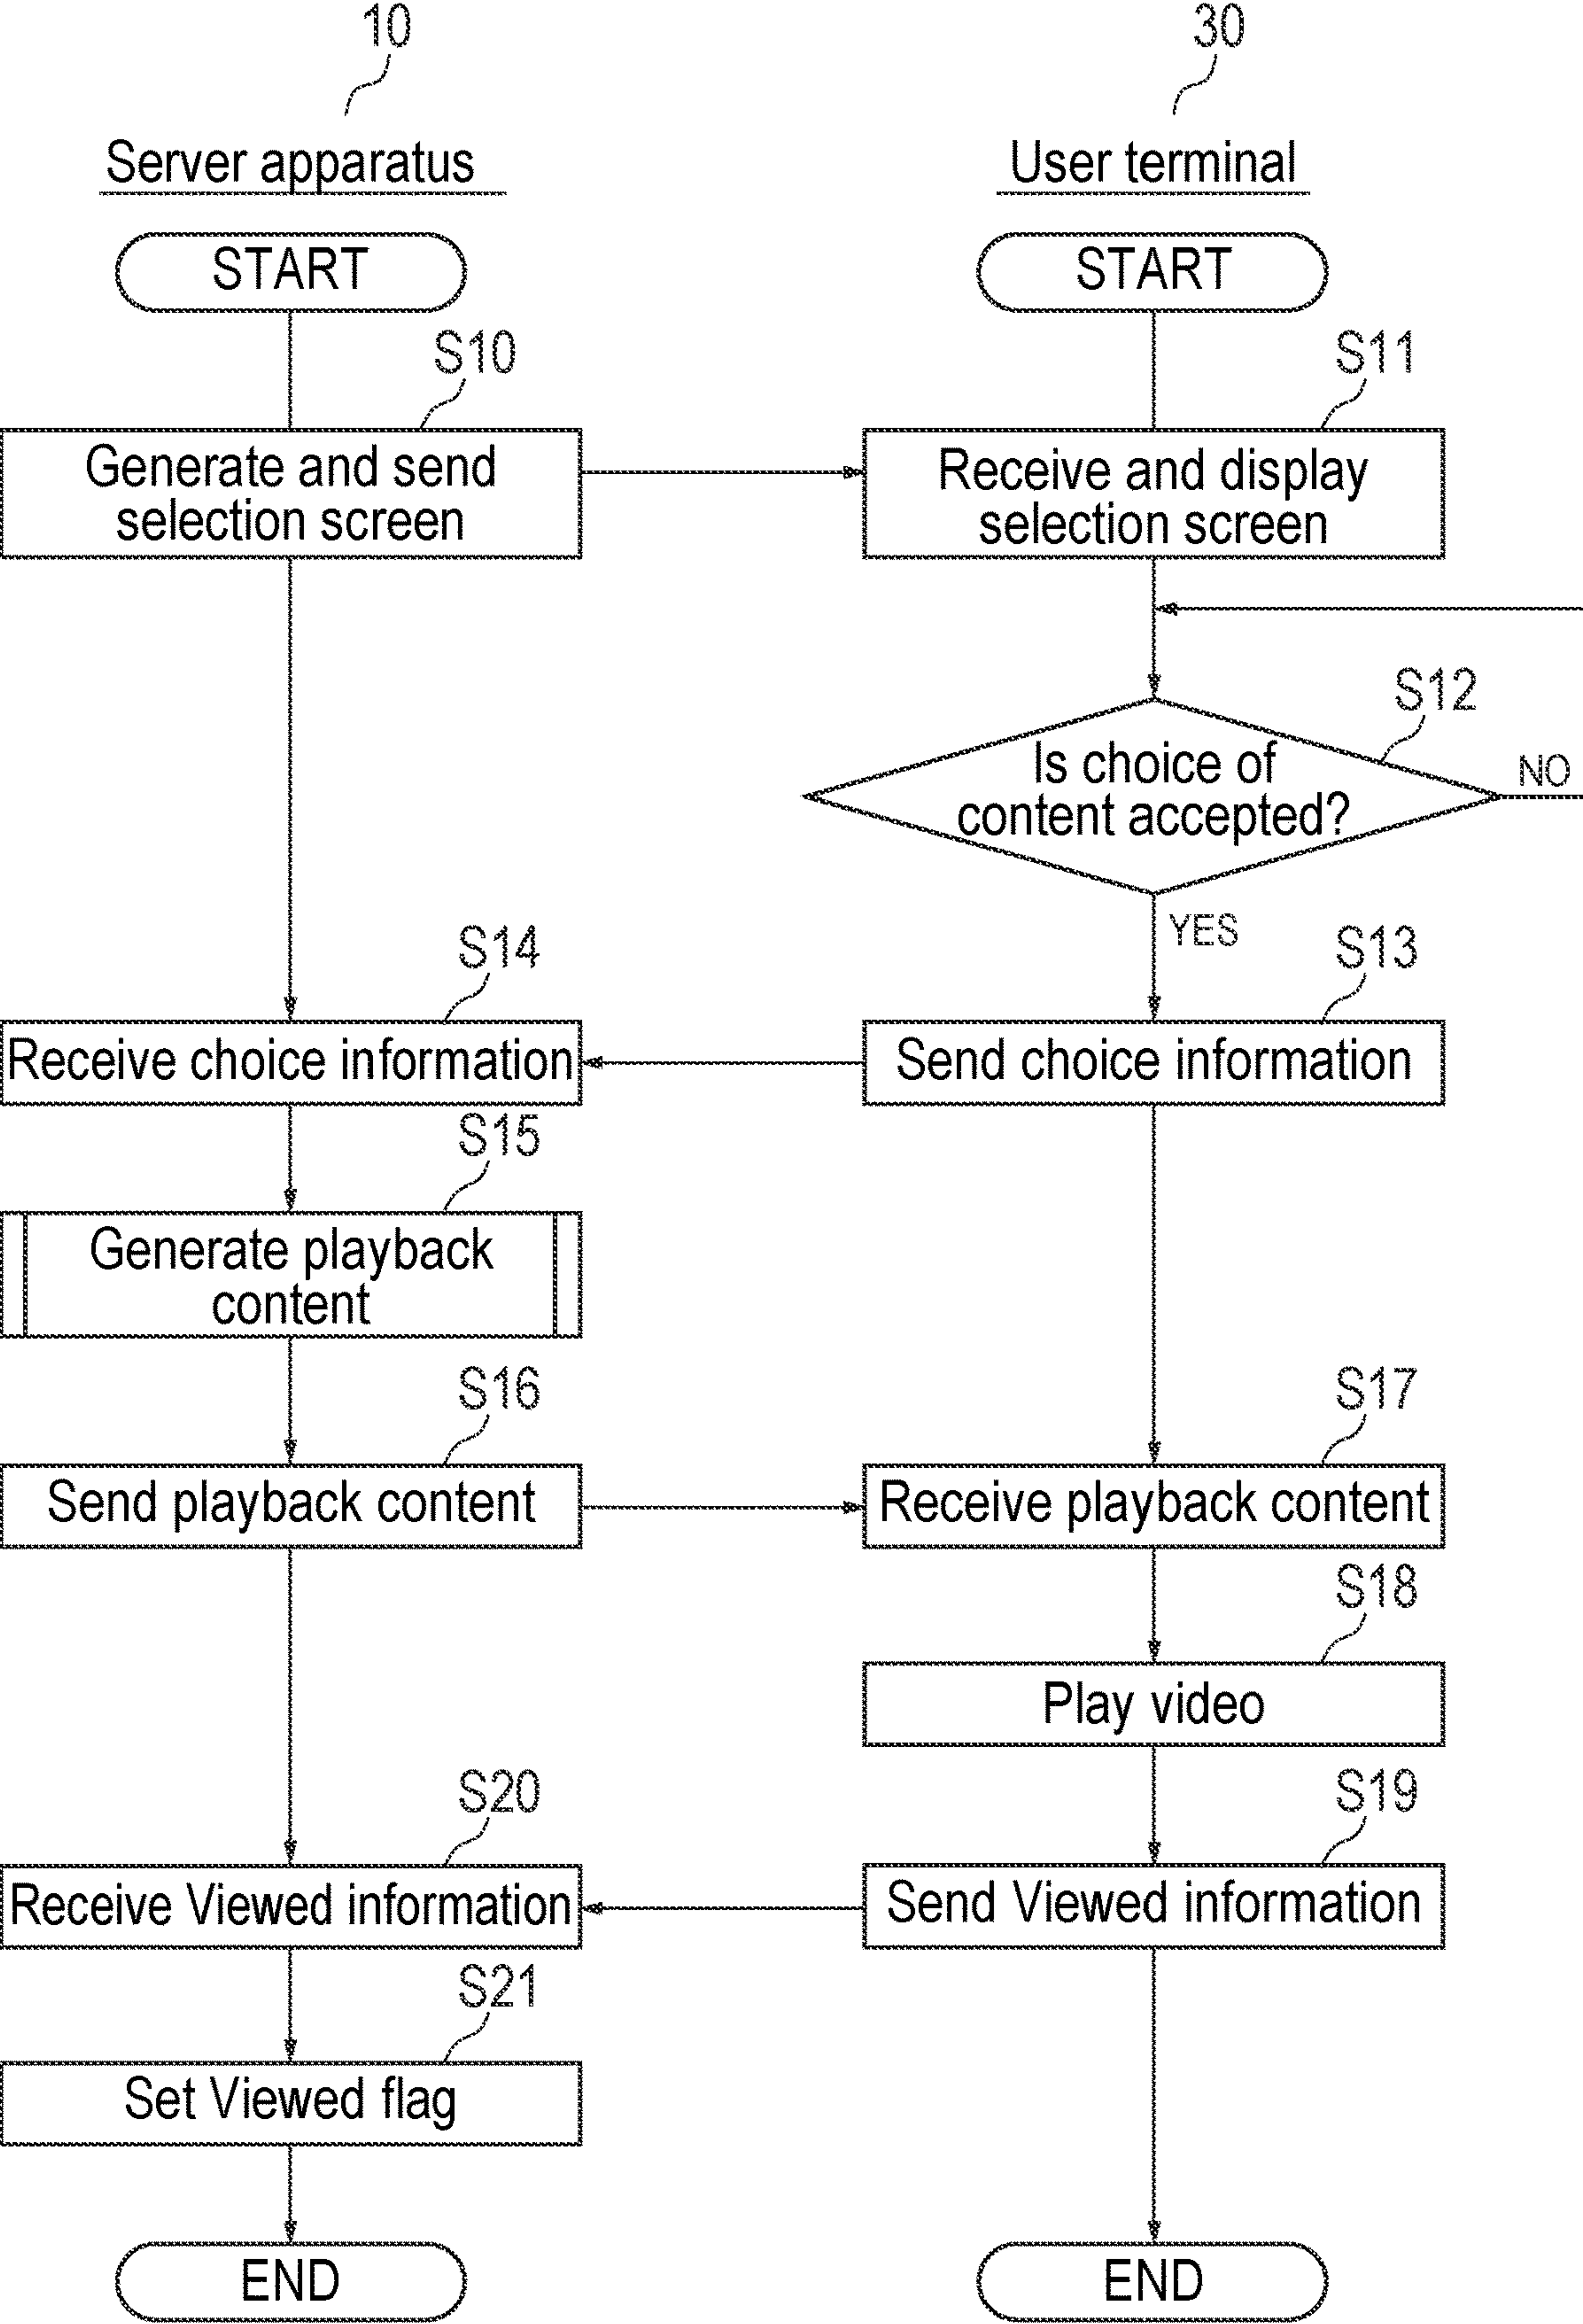 10
30
Server apparatus
User terminal
START
START
S10
S11
Generate and send
selection screen
Receive and display
selection screen
S12
Is choice of
content accepted?
NO
YES
S14
S13
Receive choice information
Send choice information
S15
Generate playback
content
S16
S17
Send playback content
Receive playback content
S18
Play video
S20
S19
Receive Viewed information
Send Viewed information
S21
Set Viewed flag
END
END